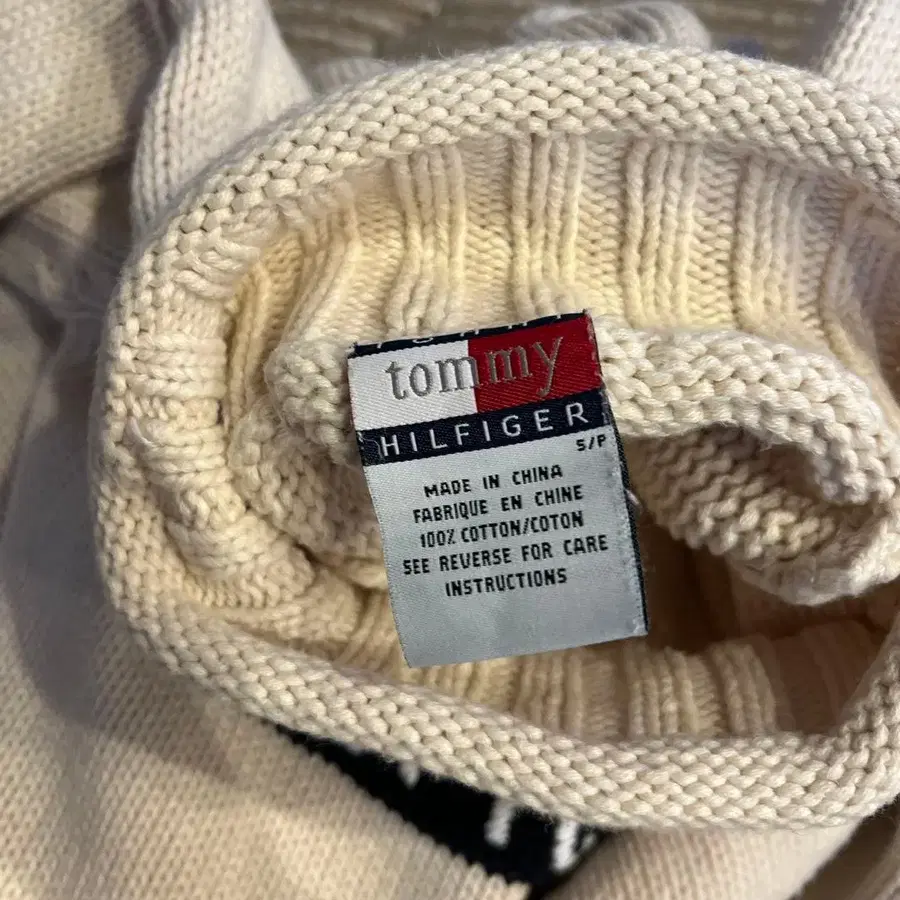 tommy
HILFIGER
S/P
MADE IN CHINA
FABRIQUE EN CHINE
100% COTTON/COTON
SEE REVERSE FOR CARE
INSTRUCTIONS